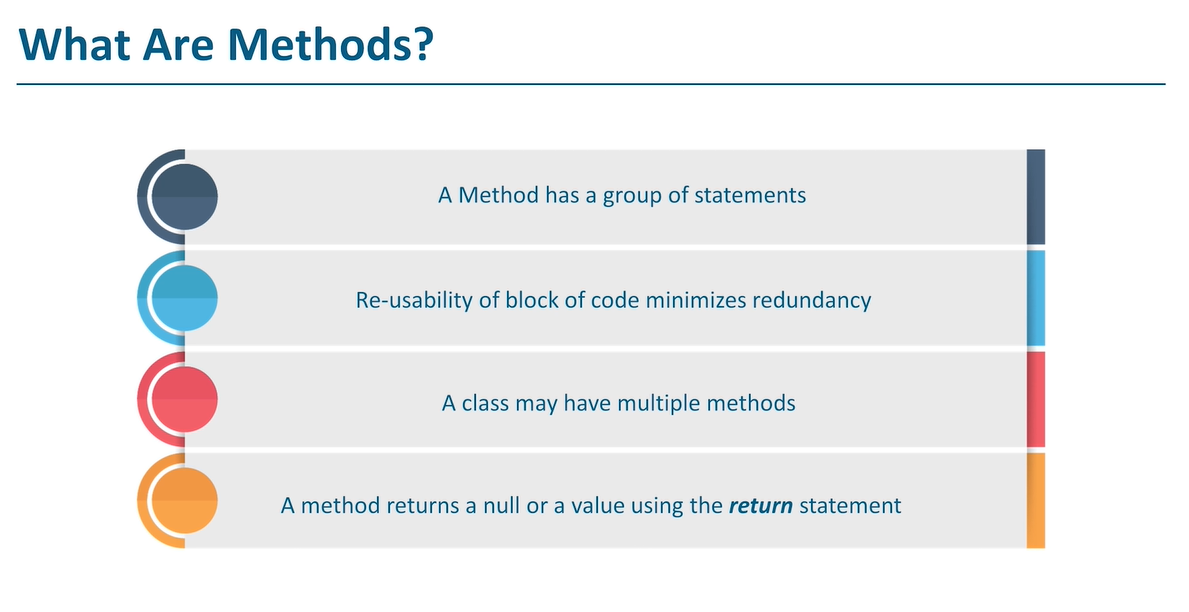 What Are Methods?
A Method has a group of statements
Re-usability of block of code minimizes redundancy
A class may have multiple methods
A method returns a null or a value using the return statement